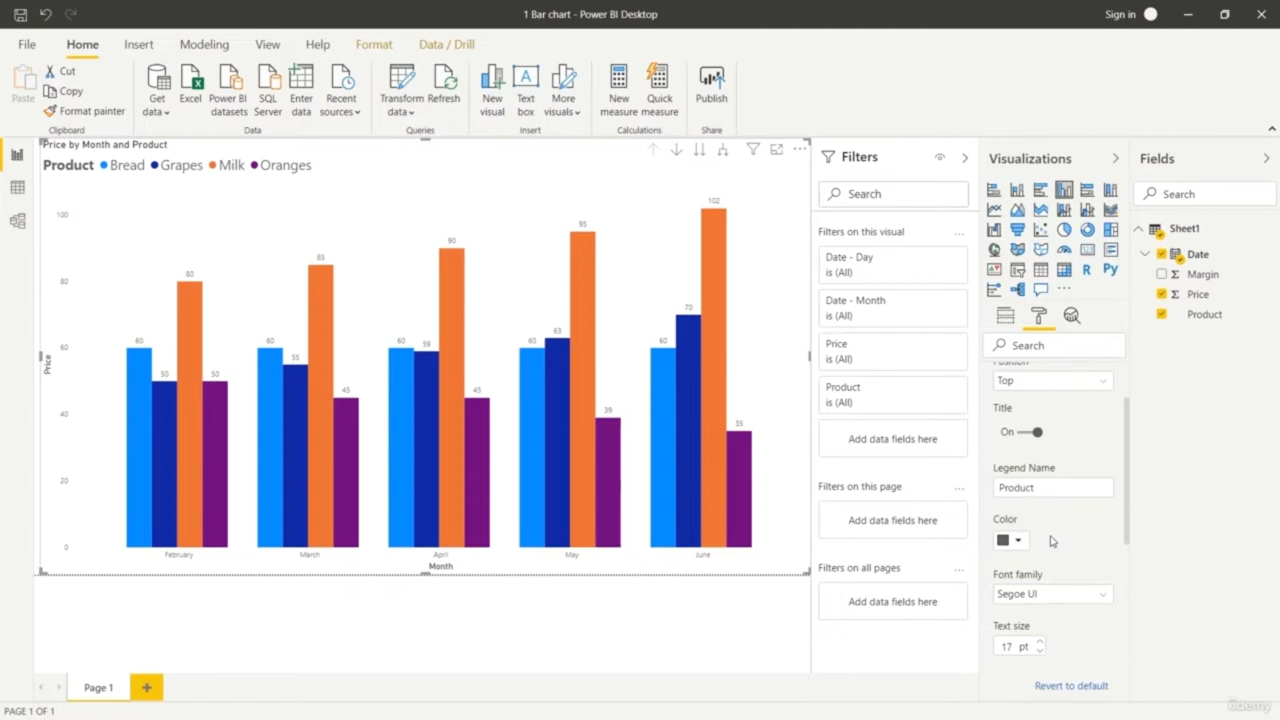 1 Bar chart - Power BI Desktop
Sign in
File Home Insert Modeling View Help Format Data / Drill
Paste
Cut
Copy
Format painter
Clipboard
Get data
Excel
Power BI datasets
SQL Server
Enter data
Recent sources
Data
Transform data
Refresh
Queries
New visual
Text box
More visuals
Insert
New measure
Quick measure
Calculations
Publish
Share
Price by Month and Product
Product Bread Grapes Milk Oranges
Price
100
80
60
40
20
0
60 50 80 50
60 55 85 45
60 59 90 45
60 63 95 39
60 70 102 35
February March April May June
Month
Filters
Search
Filters on this visual ...
Date - Day
is (All)
Date - Month
is (All)
Price
is (All)
Product
is (All)
Add data fields here
Filters on this page ...
Add data fields here
Filters on all pages ...
Add data fields here
Visualizations
R Py
...
Search
Position
Top
Title
On
Legend Name
Product
Color
Font family
Segoe UI
Text size
17 pt
Revert to default
Fields
Search
Sheet1
Date
Σ Margin
Σ Price
Product
Page 1 +
PAGE 1 OF 1
ûdemy